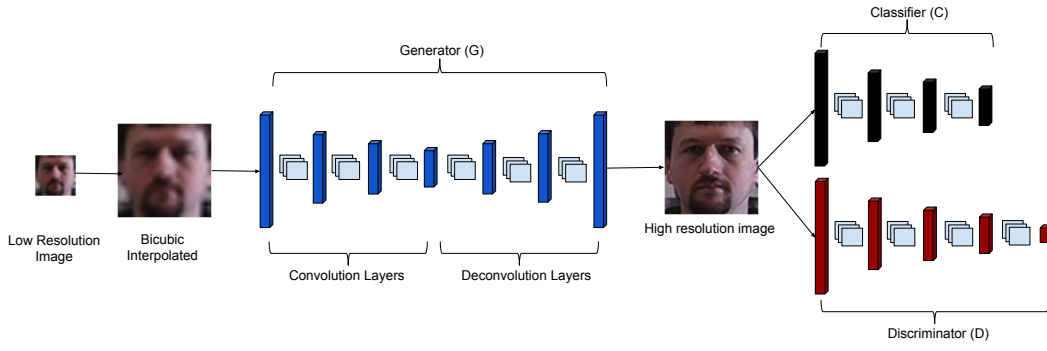 Classifier (C)
Generator (G)
Low Resolution
Image
Bicubic
Interpolated
High resolution image
Convolution Layers
Deconvolution Layers
Discriminator (D)